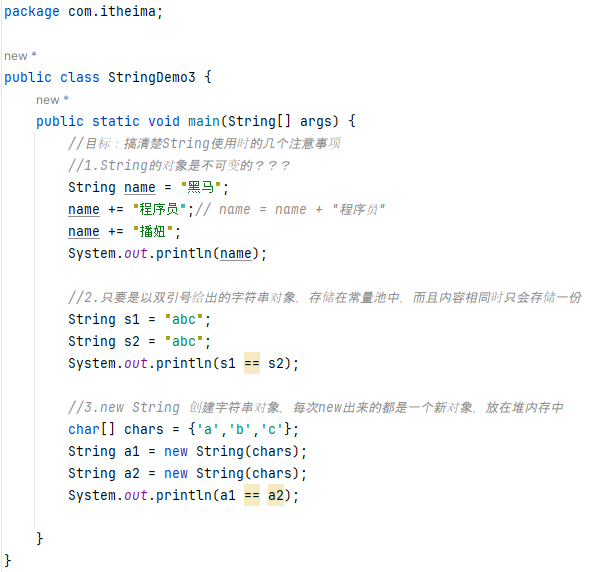 package com.itheima;
new *
public class StringDemo3 {
new *
public static void main(String[] args) {
//目标：搞清楚String使用时的几个注意事项
//1.String的对象是不可变的？？？
String name = "黑马";
name += "程序员";// name = name + "程序员"
name += "播妞";
System.out.println(name);
//2.只要是以双引号给出的字符串对象，存储在常量池中，而且内容相同时只会存储一份
String s1 = "abc";
String s2 = "abc";
System.out.println(s1 == s2);
//3.new String 创建字符串对象，每次new出来的都是一个新对象，放在堆内存中
char[] chars = {'a','b','c'};
String a1 = new String(chars);
String a2 = new String(chars);
System.out.println(a1 == a2);
}
}